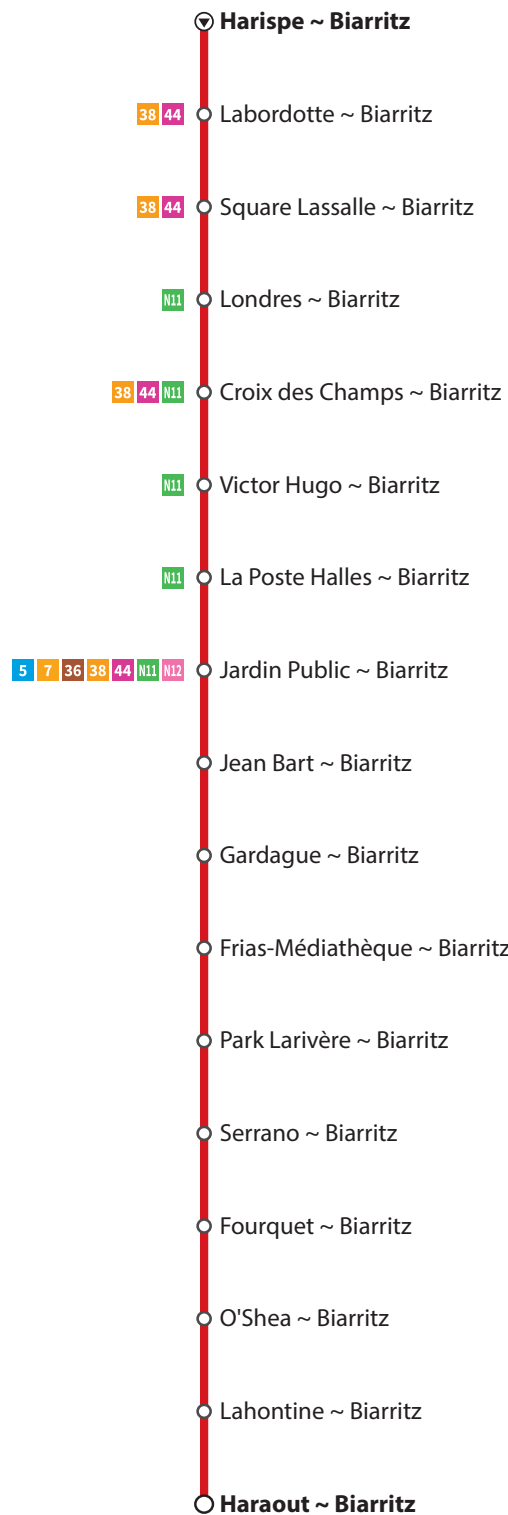 Harispe ~ Biarritz
38 44 Labordotte ~ Biarritz
38 44 Square Lassalle ~ Biarritz
N11 Londres ~ Biarritz
38 44 N11 Croix des Champs ~ Biarritz
N11 Victor Hugo ~ Biarritz
N11 La Poste Halles ~ Biarritz
5 7 36 38 44 N11 N12 Jardin Public ~ Biarritz
Jean Bart ~ Biarritz
Gardague ~ Biarritz
Frias-Médiathèque ~ Biarritz
Park Larivère ~ Biarritz
Serrano ~ Biarritz
Fourquet ~ Biarritz
O'Shea ~ Biarritz
Lahontine ~ Biarritz
Haraout ~ Biarritz